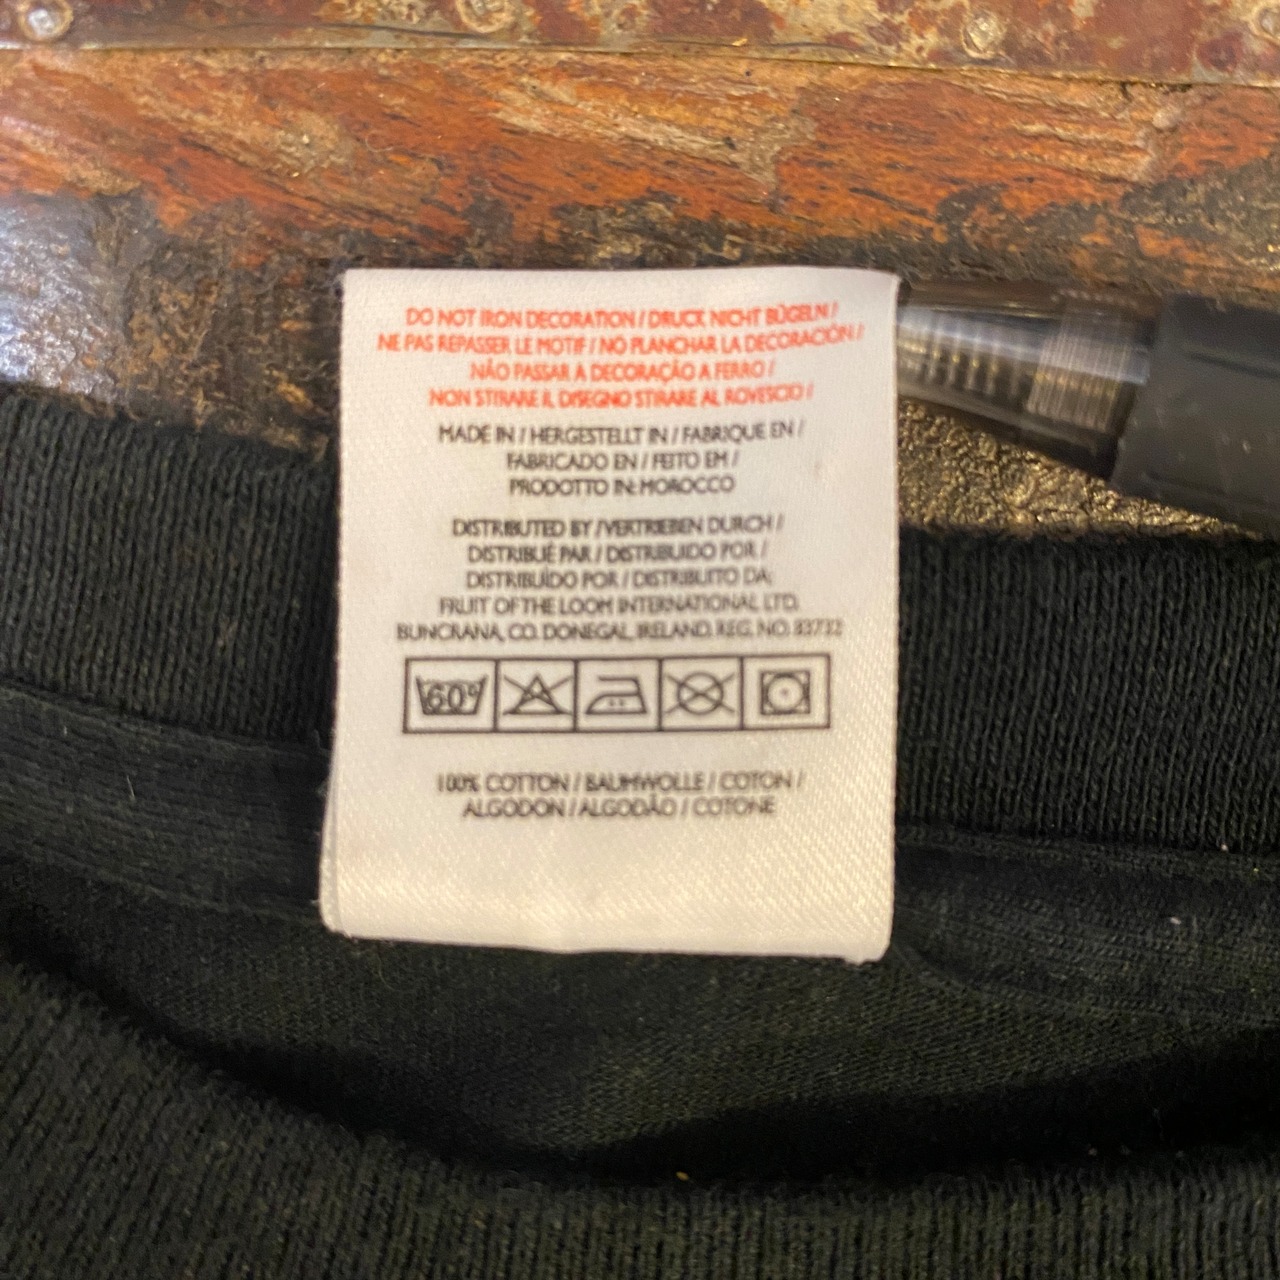 DO NOT IRON DECORATION / DRUCK NICHT BÜGELN /
NE PAS REPASSER LE MOTIF / NO PLANCHAR LA DECORACIÓN /
NÃO PASSAR A DECORAÇÃO A FERRO /
NON STIRARE IL DISEGNO STIRARE AL ROVESCIO /
MADE IN / HERGESTELLT IN / FABRIQUE EN /
FABRICADO EN / FEITO EM /
PRODOTTO IN: MOROCCO
DISTRIBUTED BY /VERTRIEBEN DURCH /
DISTRIBUÉ PAR / DISTRIBUIDO POR /
DISTRIBUÍDO POR / DISTRIBUITO DA:
FRUIT OF THE LOOM INTERNATIONAL LTD.
BUNCRANA, CO. DONEGAL, IRELAND. REG. NO. 83732
60°
100% COTTON / BAUMWOLLE / COTON /
ALGODON / ALGODÃO / COTONE